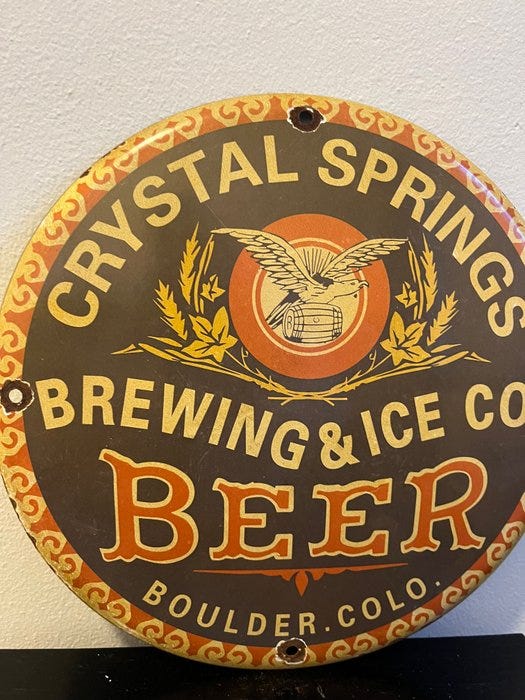 CRYSTAL SPRINGS
BREWING & ICE CO
BEER
BOULDER. COLO.